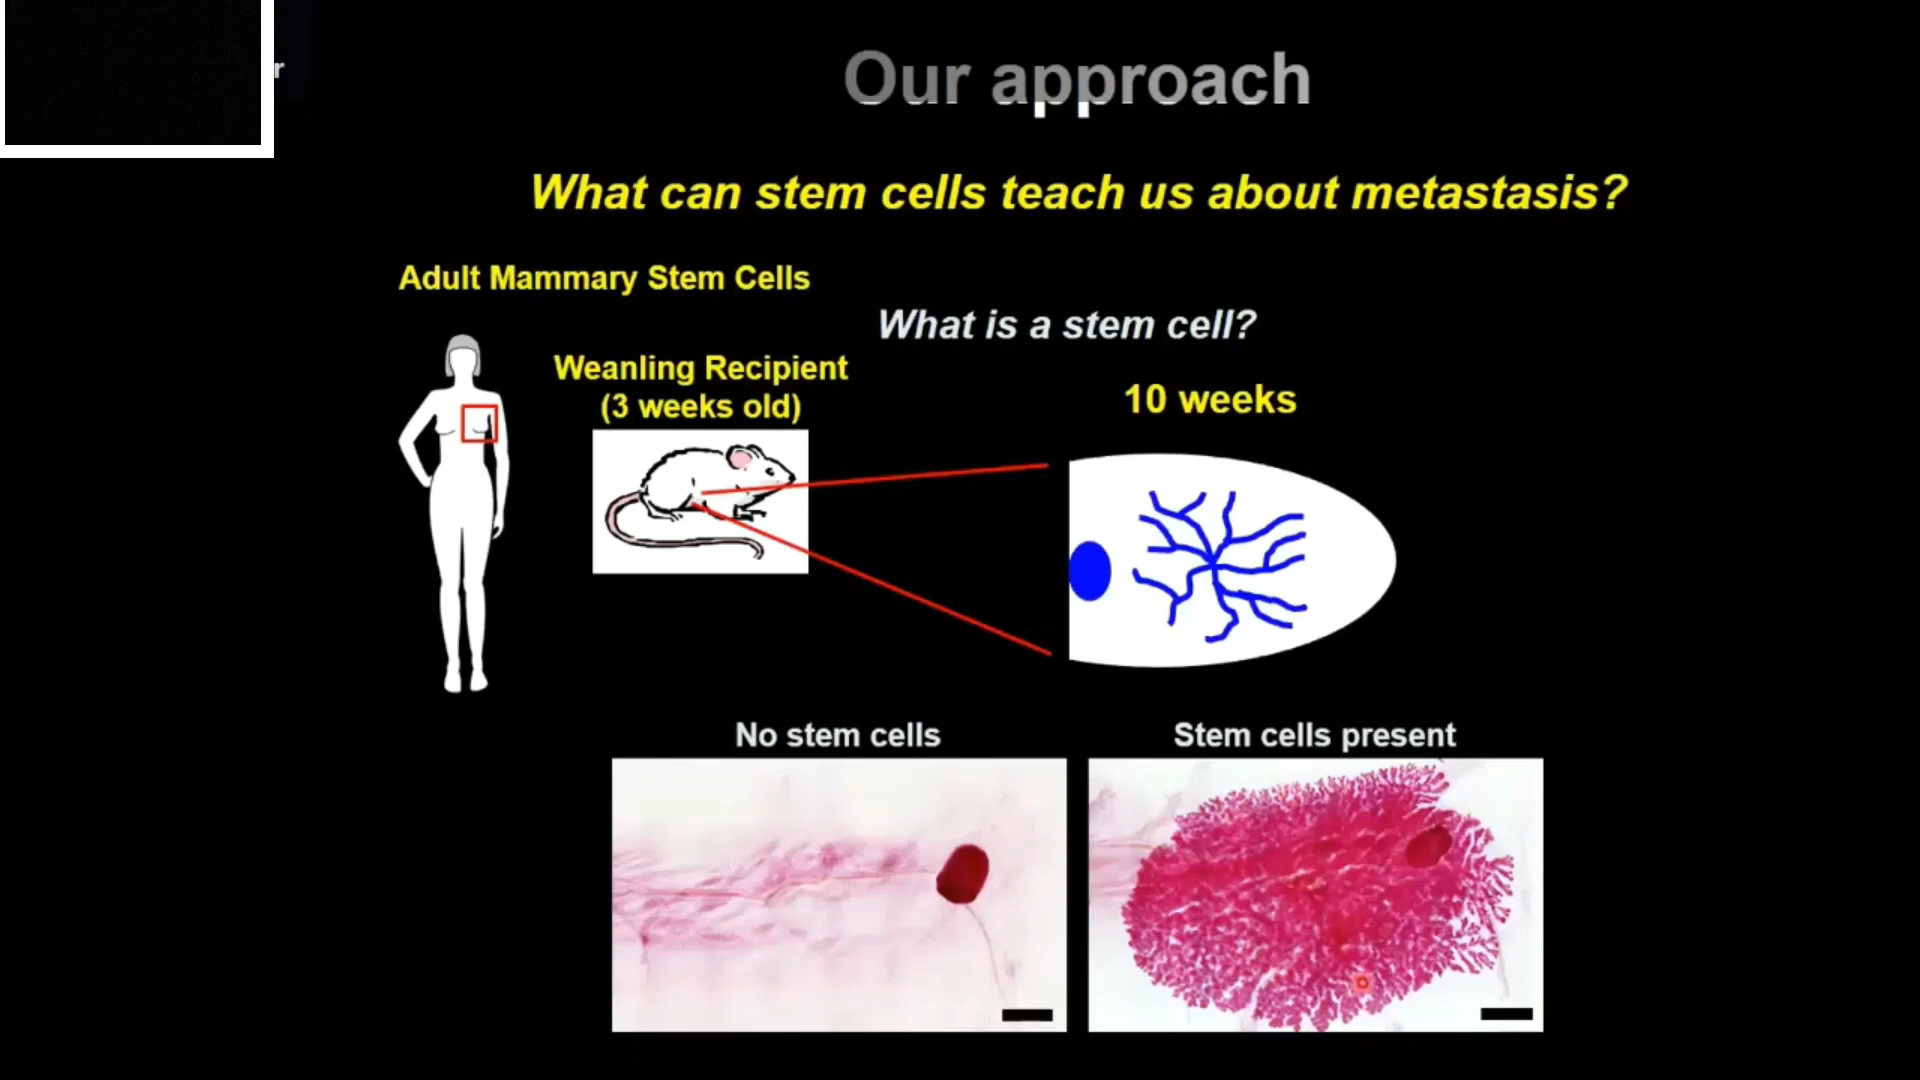 r
Our approach
What can stem cells teach us about metastasis?
Adult Mammary Stem Cells
What is a stem cell?
Weanling Recipient
(3 weeks old)
10 weeks
No stem cells
Stem cells present